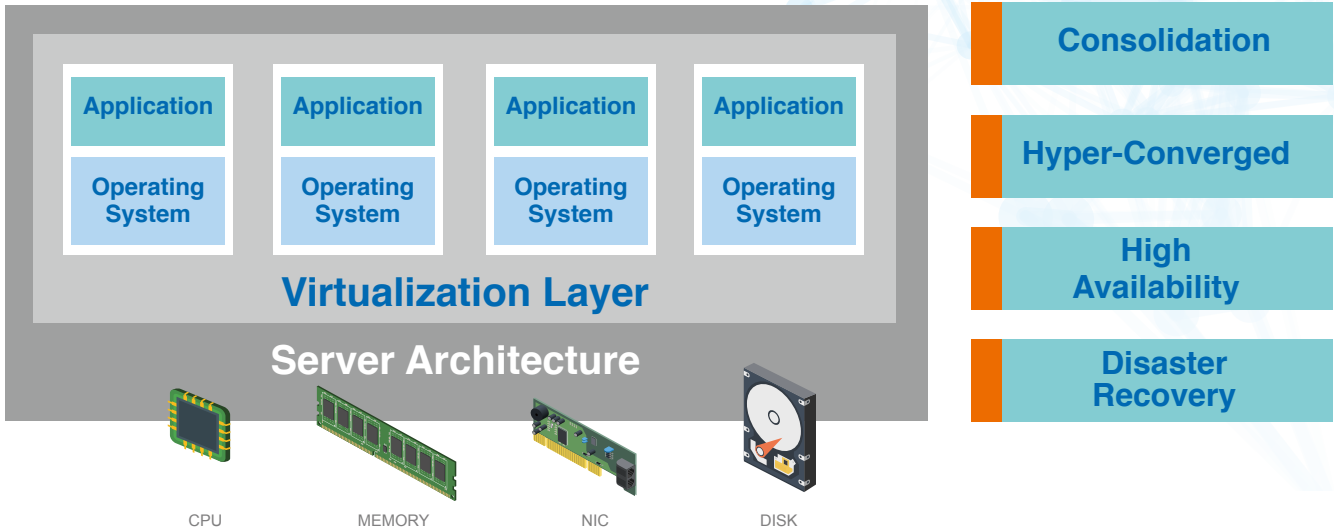 Application
Application
Application
Application
Operating
System
Operating
System
Operating
System
Operating
System
Virtualization Layer
Server Architecture
CPU
MEMORY
NIC
DISK
Consolidation
Hyper-Converged
High
Availability
Disaster
Recovery